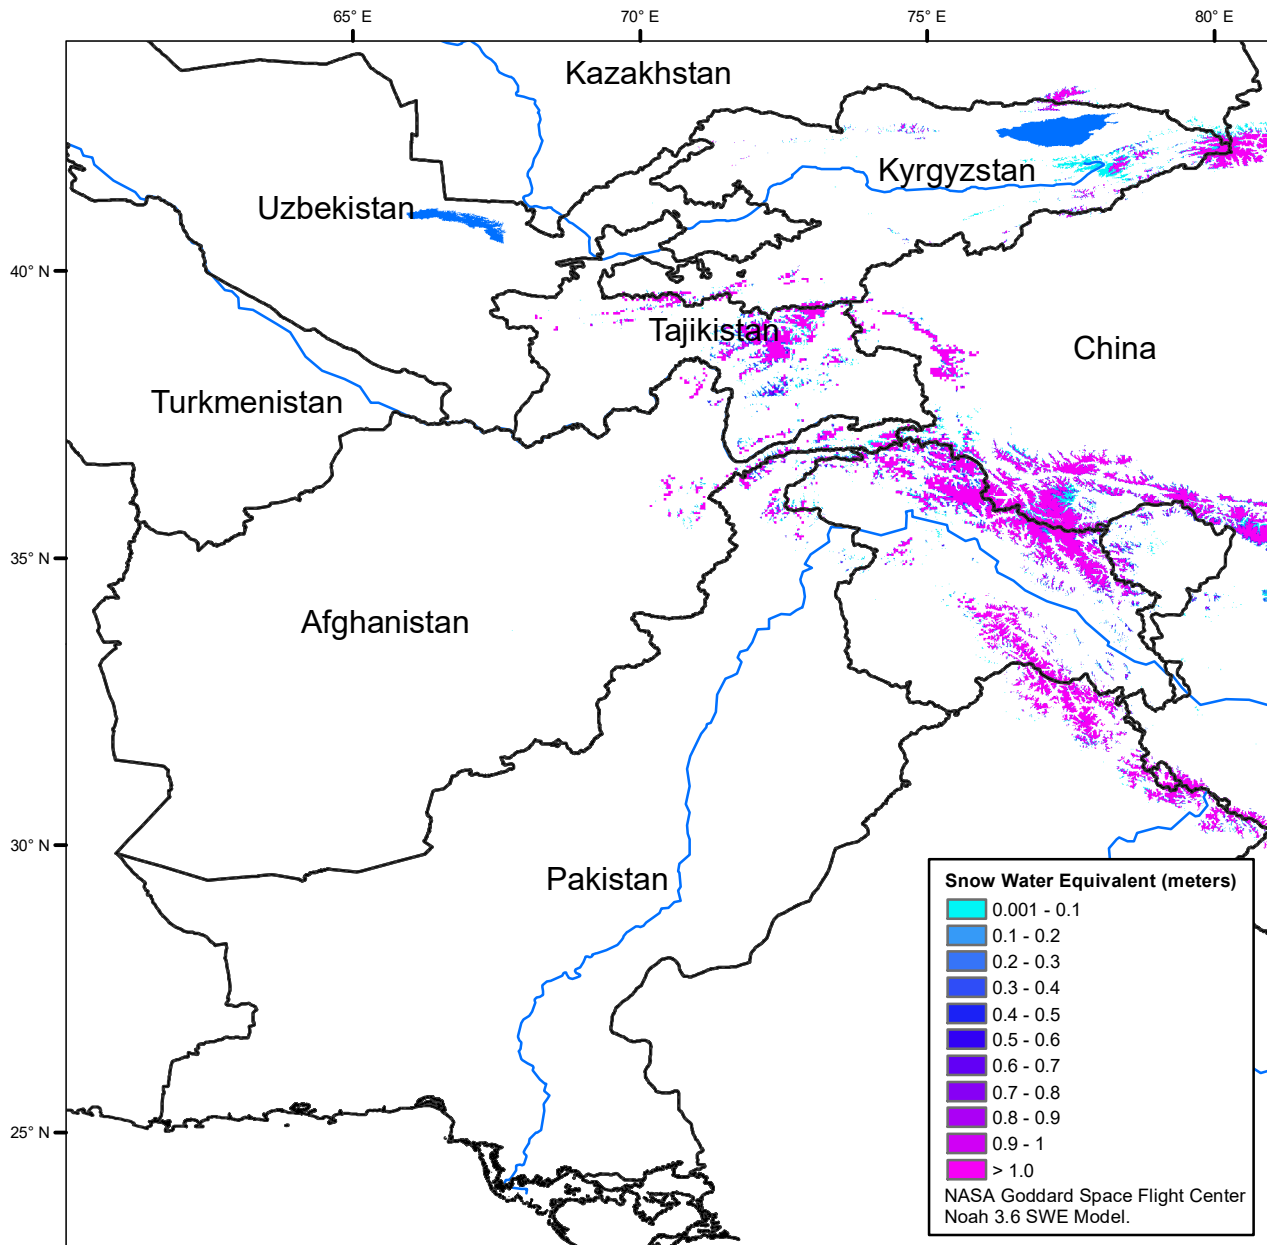 65° E
70° E
75° E
80° E
Kazakhstan
Kyrgyzstan
Uzbekistan
40° N
Tajikistan
China
Turkmenistan
35° N
Afghanistan
30° N
Pakistan
25° N
Snow Water Equivalent (meters)
0.001 - 0.1
0.1 - 0.2
0.2 - 0.3
0.3 - 0.4
0.4 - 0.5
0.5 - 0.6
0.6 - 0.7
0.7 - 0.8
0.8 - 0.9
0.9 - 1
> 1.0
NASA Goddard Space Flight Center
Noah 3.6 SWE Model.